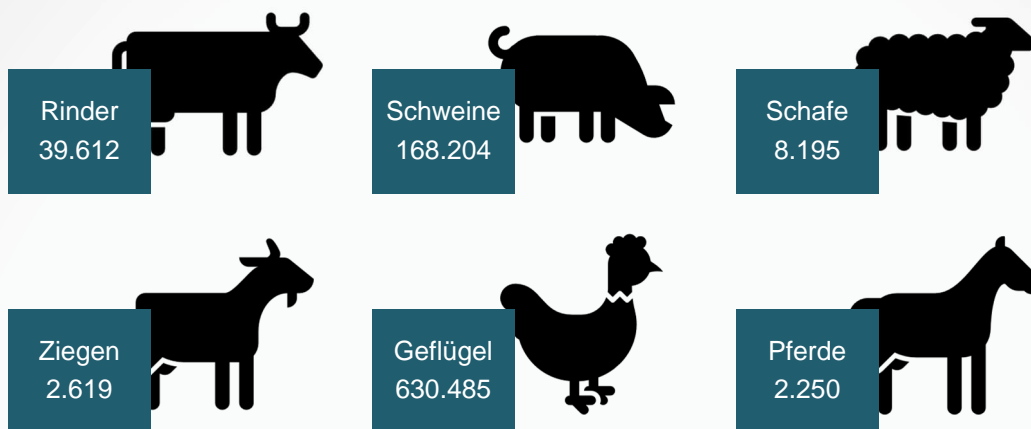 Rinder
39.612
Schweine
168.204
Schafe
8.195
Ziegen
2.619
Geflügel
630.485
Pferde
2.250